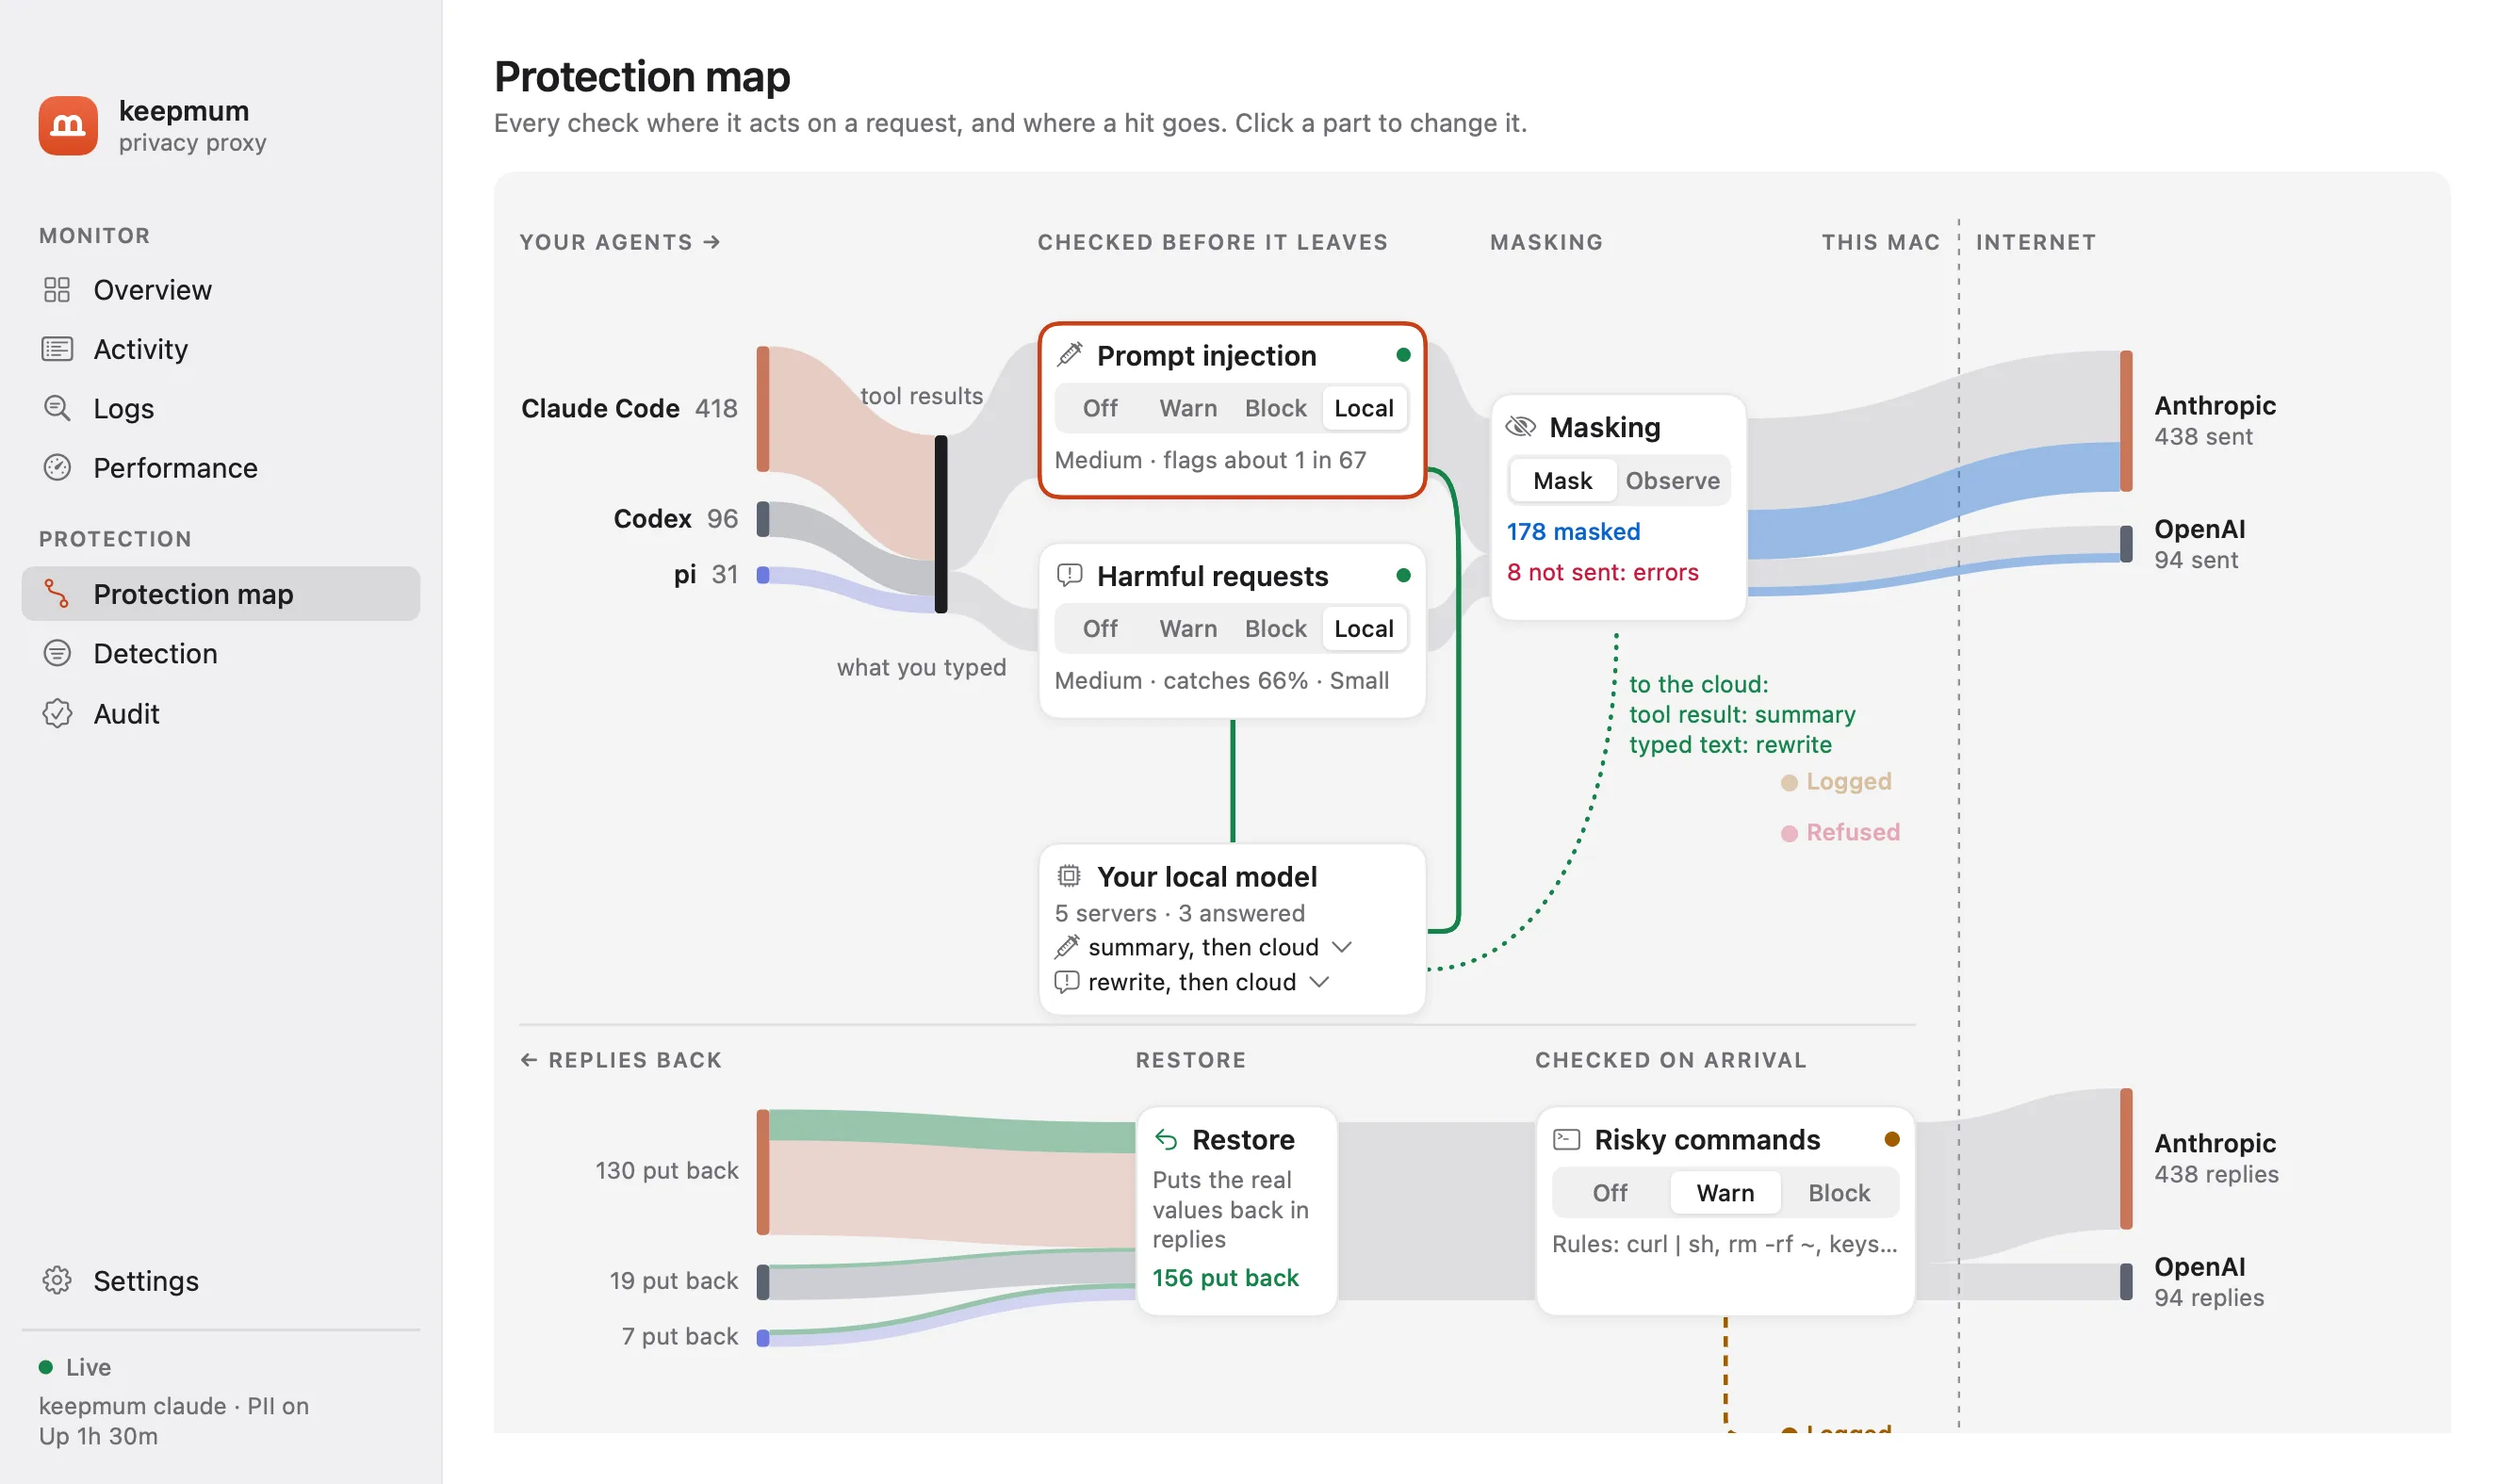 keepmum
privacy proxy
MONITOR
Overview
Activity
Logs
Performance
PROTECTION
Protection map
Detection
Audit
Settings
Live
keepmum claude · PII on
Up 1h 30m
Protection map
Every check where it acts on a request, and where a hit goes. Click a part to change it.
YOUR AGENTS →
CHECKED BEFORE IT LEAVES
MASKING
THIS MAC
INTERNET
Claude Code 418
Codex 96
pi 31
tool results
what you typed
Prompt injection
Off Warn Block Local
Medium · flags about 1 in 67
Harmful requests
Off Warn Block Local
Medium · catches 66% · Small
Masking
Mask Observe
178 masked
8 not sent: errors
Anthropic
438 sent
OpenAI
94 sent
to the cloud:
tool result: summary
typed text: rewrite
Logged
Refused
Your local model
5 servers · 3 answered
summary, then cloud
rewrite, then cloud
← REPLIES BACK
RESTORE
CHECKED ON ARRIVAL
130 put back
19 put back
7 put back
Restore
Puts the real
values back in
replies
156 put back
Risky commands
Off Warn Block
Rules: curl | sh, rm -rf ~, keys...
Anthropic
438 replies
OpenAI
94 replies
Logged